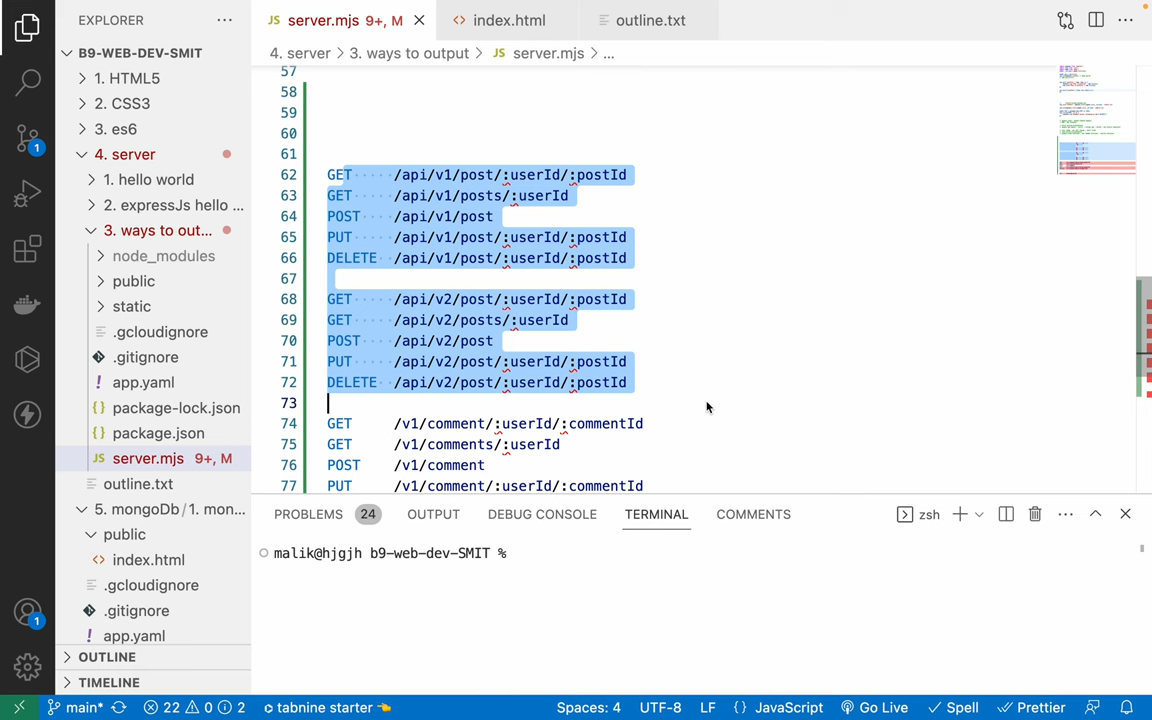 EXPLORER
JS server.mjs 9+, M
<> index.html
outline.txt
B9-WEB-DEV-SMIT
4. server > 3. ways to output > JS server.mjs > ...
1. HTML5
2. CSS3
3. es6
4. server
1. hello world
2. expressJs hello ...
3. ways to out...
node_modules
public
static
.gcloudignore
.gitignore
! app.yaml
{} package-lock.json
{} package.json
JS server.mjs 9+, M
outline.txt
5. mongoDb / 1. mon...
public
<> index.html
.gcloudignore
.gitignore
! app.yaml
OUTLINE
TIMELINE
1
1
57
58
59
60
61
62 GET····· /api/v1/post/:userId/:postId
63 GET····· /api/v1/posts/:userId
64 POST···· /api/v1/post
65 PUT····· /api/v1/post/:userId/:postId
66 DELETE·· /api/v1/post/:userId/:postId
67
68 GET····· /api/v2/post/:userId/:postId
69 GET····· /api/v2/posts/:userId
70 POST···· /api/v2/post
71 PUT····· /api/v2/post/:userId/:postId
72 DELETE·· /api/v2/post/:userId/:postId
73
74 GET /v1/comment/:userId/:commentId
75 GET /v1/comments/:userId
76 POST /v1/comment
77 PUT /v1/comment/:userId/:commentId
PROBLEMS 24 OUTPUT DEBUG CONSOLE TERMINAL COMMENTS
zsh
malik@hjgjh b9-web-dev-SMIT %
main* 22 0 2 tabnine starter 👈 Spaces: 4 UTF-8 LF {} JavaScript Go Live Spell Prettier